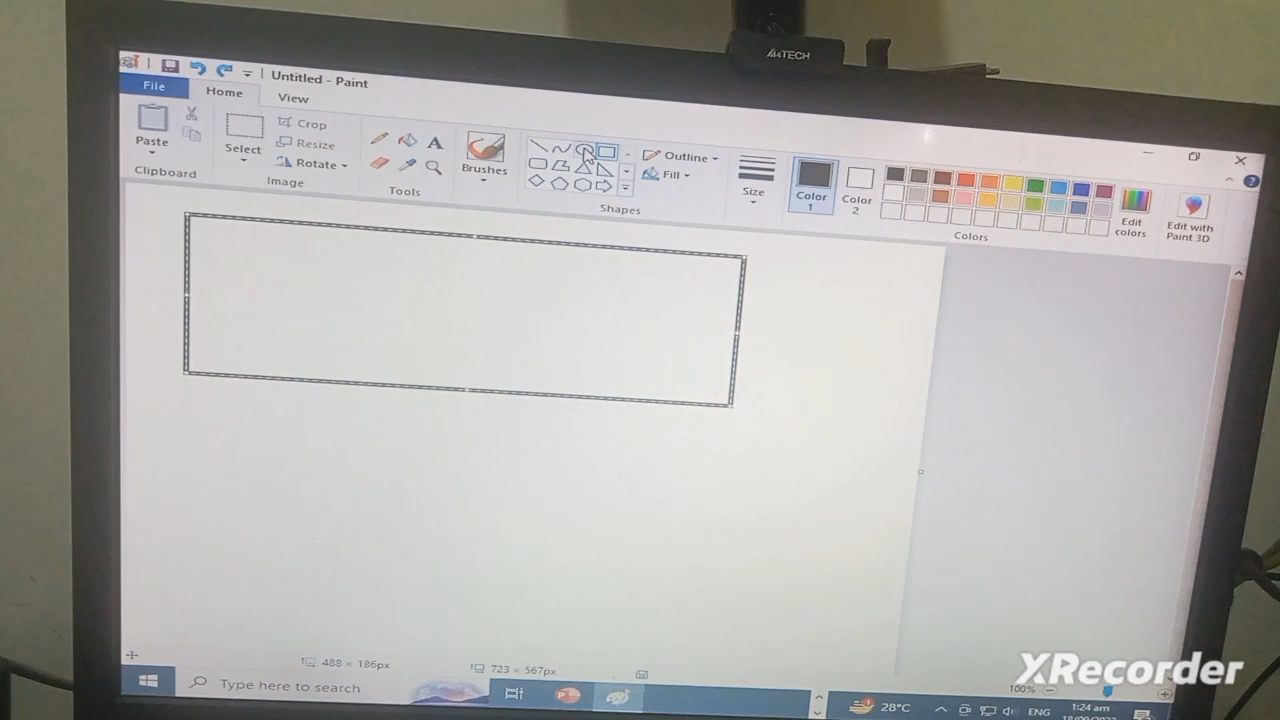 A4TECH
Untitled - Paint
File
Home
View
Paste
Clipboard
Select
Crop
Resize
Rotate
Image
A
Tools
Brushes
Shapes
Outline
Fill
Size
Color
1
Color
2
Colors
Edit
colors
Edit with
Paint 3D
488 × 186px
723 × 567px
100%
Type here to search
28°C
ENG
1:24 am
XRecorder